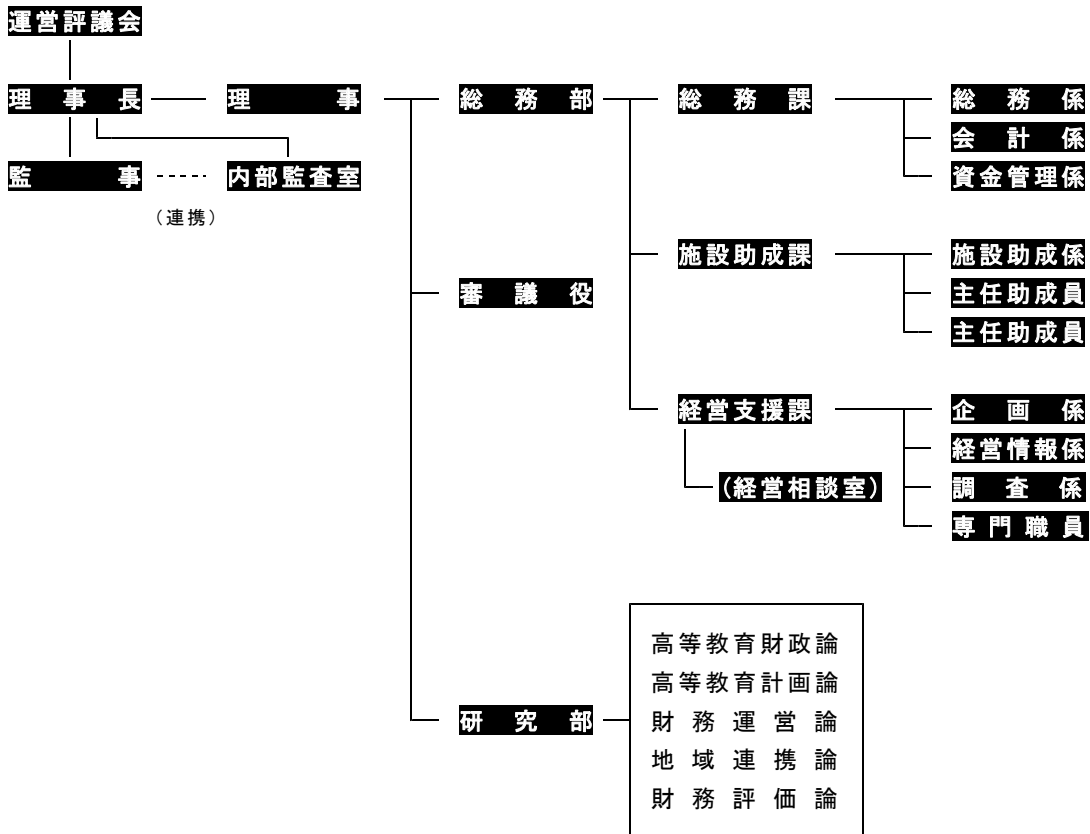 運営評議会
理事長 理事 総務部 総務課 総務係
会計係
監事 内部監査室 資金管理係
（連携）
施設助成課 施設助成係
審議役 主任助成員
主任助成員
経営支援課 企画係
経営情報係
（経営相談室） 調査係
専門職員
高等教育財政論
高等教育計画論
研究部 財務運営論
地域連携論
財務評価論